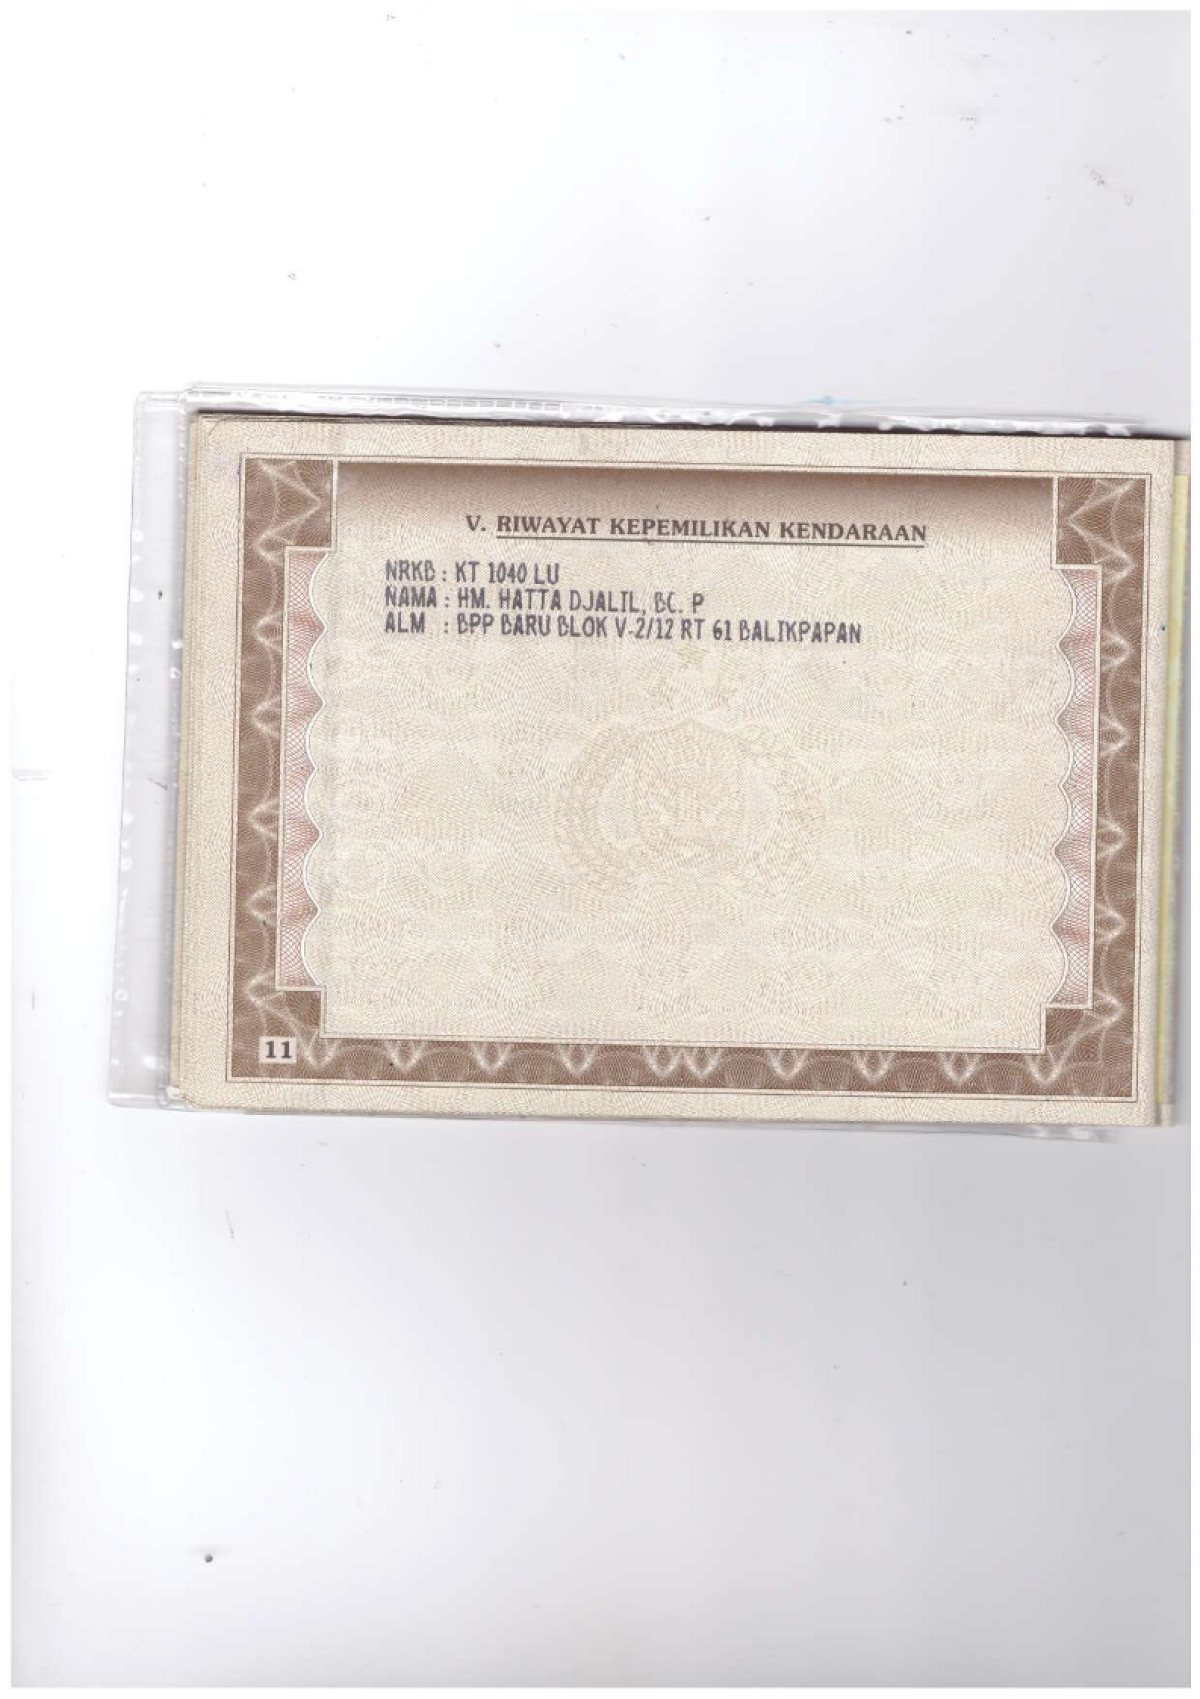 V. RIWAYAT KEPEMILIKAN KENDARAAN
NRKB : KT 1040 LU
NAMA : HM. HATTA DJALIL, BC. P
ALM : BPP BARU BLOK V-2/12 RT 61 BALIKPAPAN
11